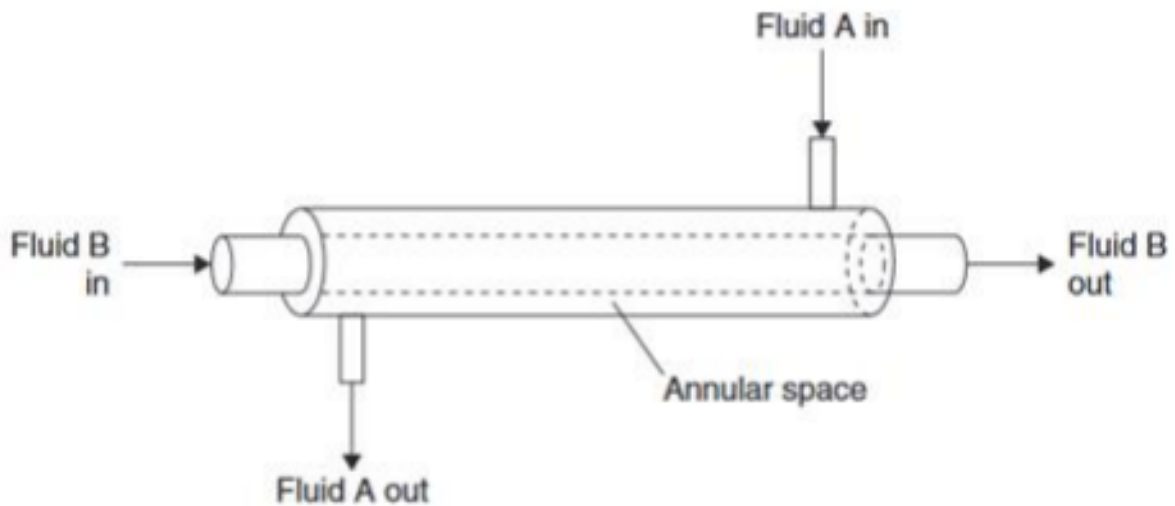 Fluid A in
Fluid B
in
Fluid B
out
Annular space
Fluid A out